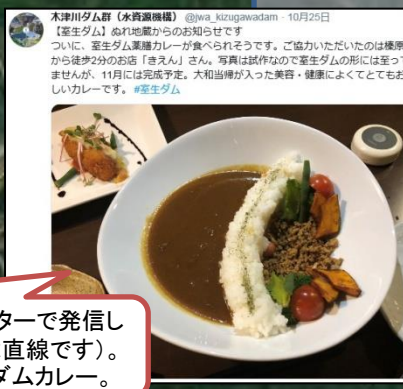 木津川ダム群（水資源機構） @jwa_kizugawadam · 10月25日
【室生ダム】ぬれ地蔵からのお知らせです
ついに、室生ダム薬膳カレーが食べられそうです。ご協力いただいたのは榛原
から徒歩2分のお店「きえん」さん。写真は試作なので室生ダムの形には至って
ませんが、11月には完成予定。大和当帰が入った美容・健康によくてとてもお
しいカレーです。 #室生ダム
ターで発信し
直線です）。
ダムカレー。